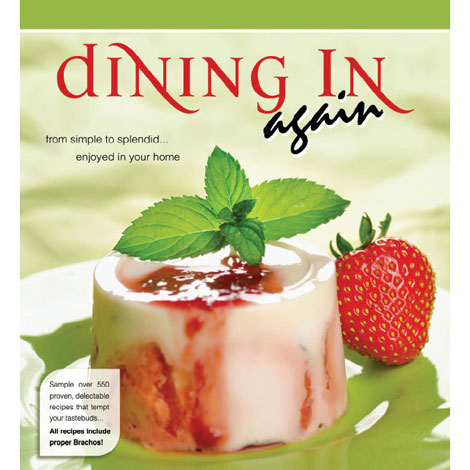 dINING IN
again
from simple to splendid...
enjoyed in your home
Sample over 550
proven, delectable
recipes that tempt
your tastebuds...
All recipes include
proper Brachos!